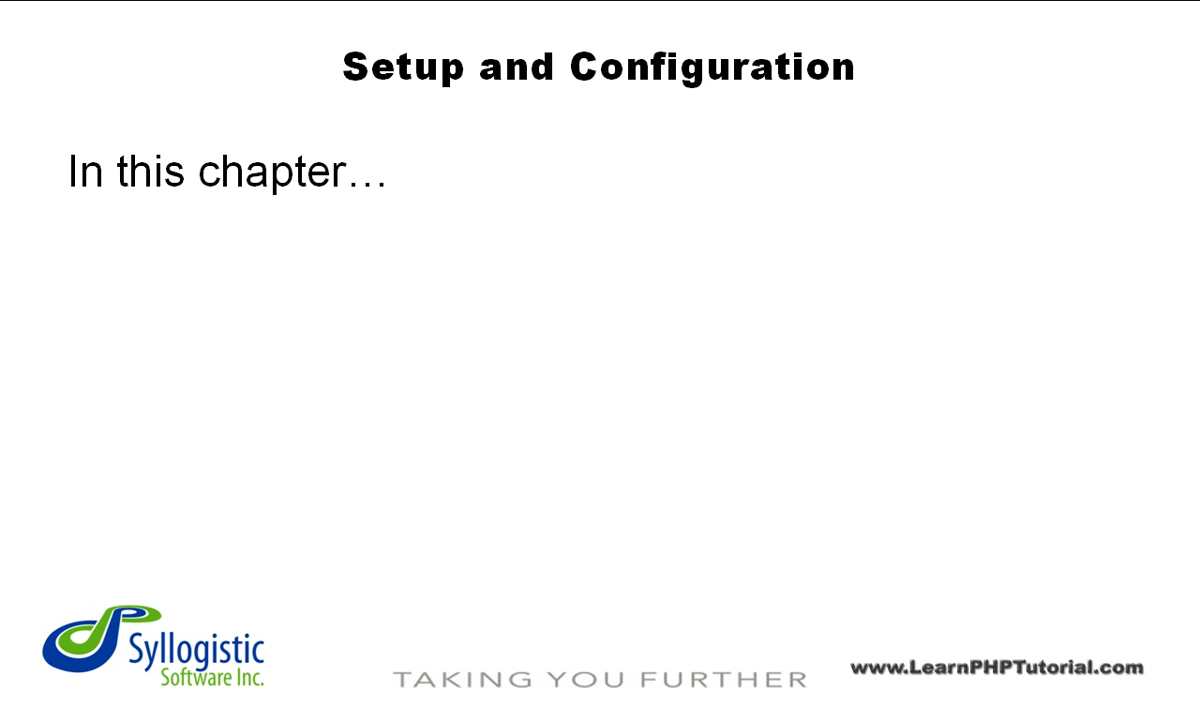 Setup and Configuration
In this chapter…
Syllogistic
Software Inc.
TAKING YOU FURTHER
www.LearnPHPTutorial.com